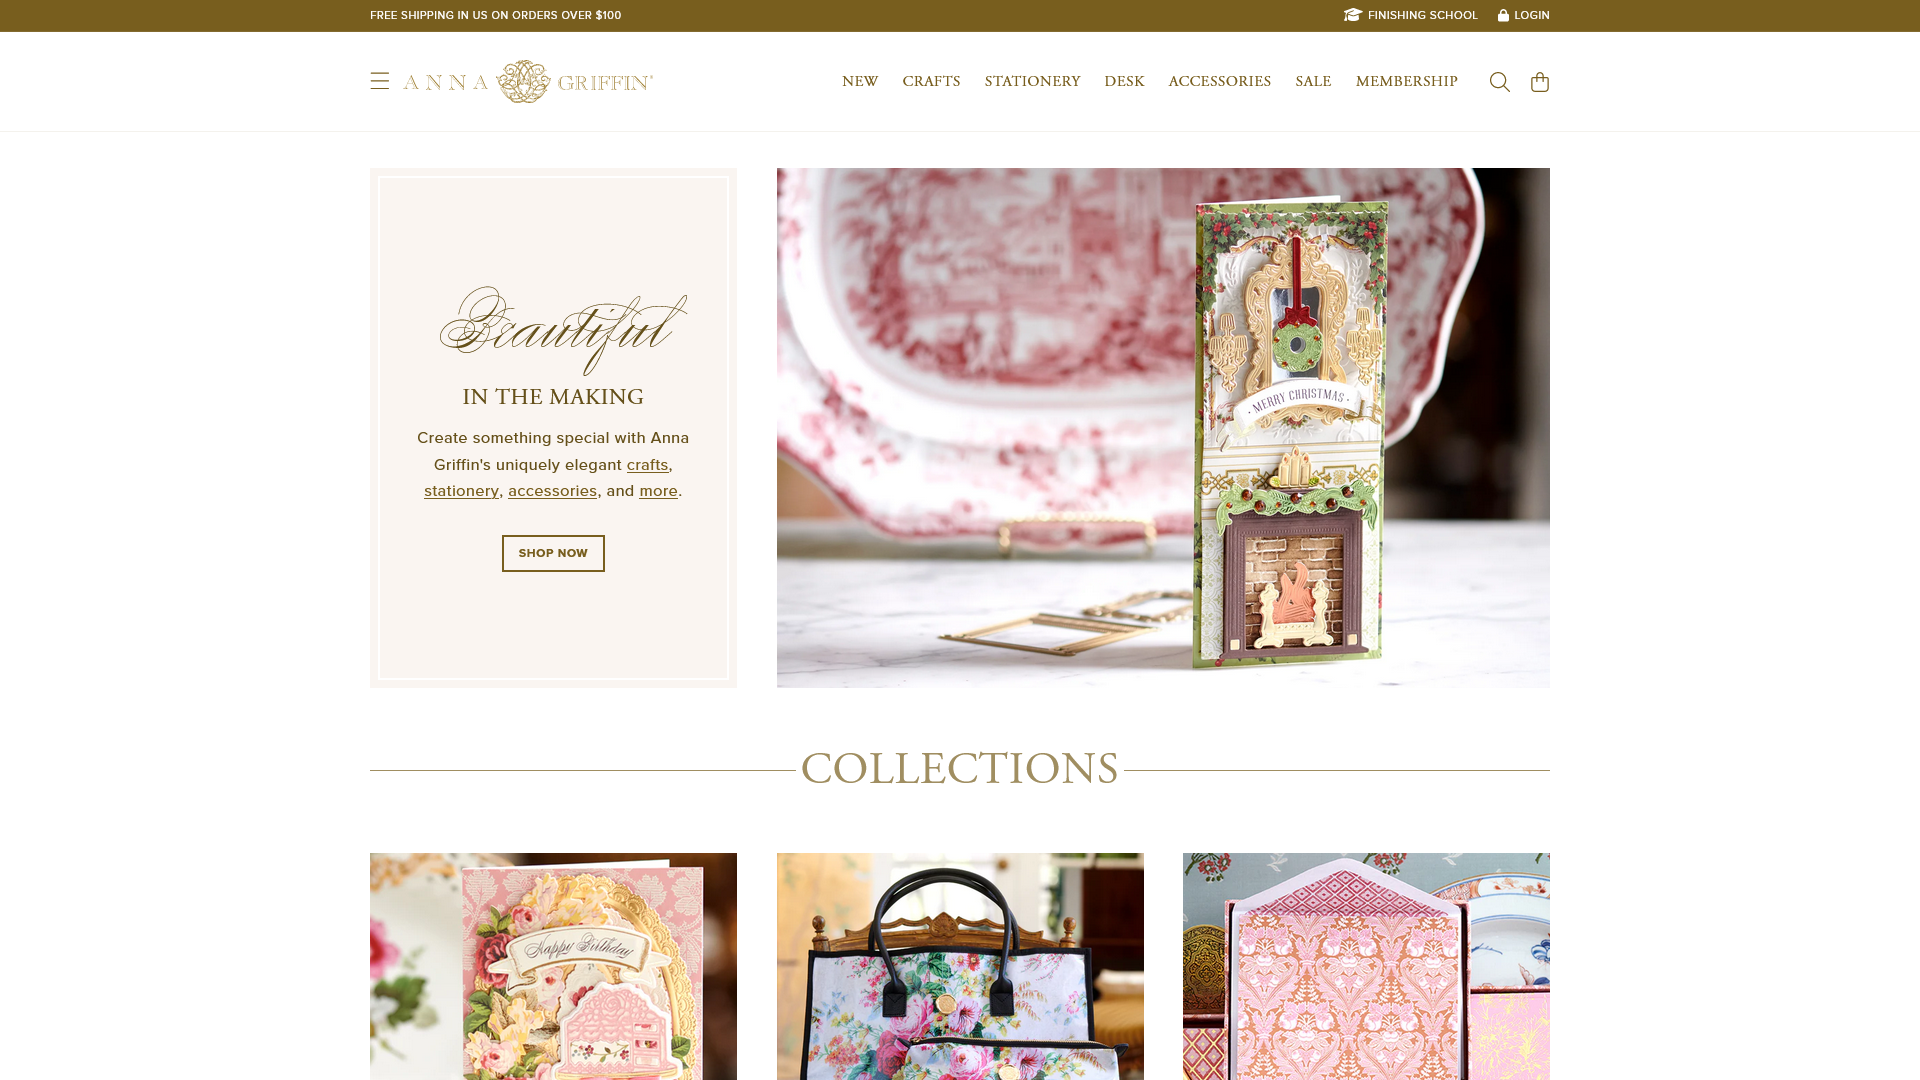 FREE SHIPPING IN US ON ORDERS OVER $100
FINISHING SCHOOL
LOGIN
ANNA GRIFFIN
NEW
CRAFTS
STATIONERY
DESK
ACCESSORIES
SALE
MEMBERSHIP
Beautiful
IN THE MAKING
Create something special with Anna
Griffin's uniquely elegant crafts,
stationery, accessories, and more.
SHOP NOW
· MERRY CHRISTMAS ·
COLLECTIONS
Happy Birthday